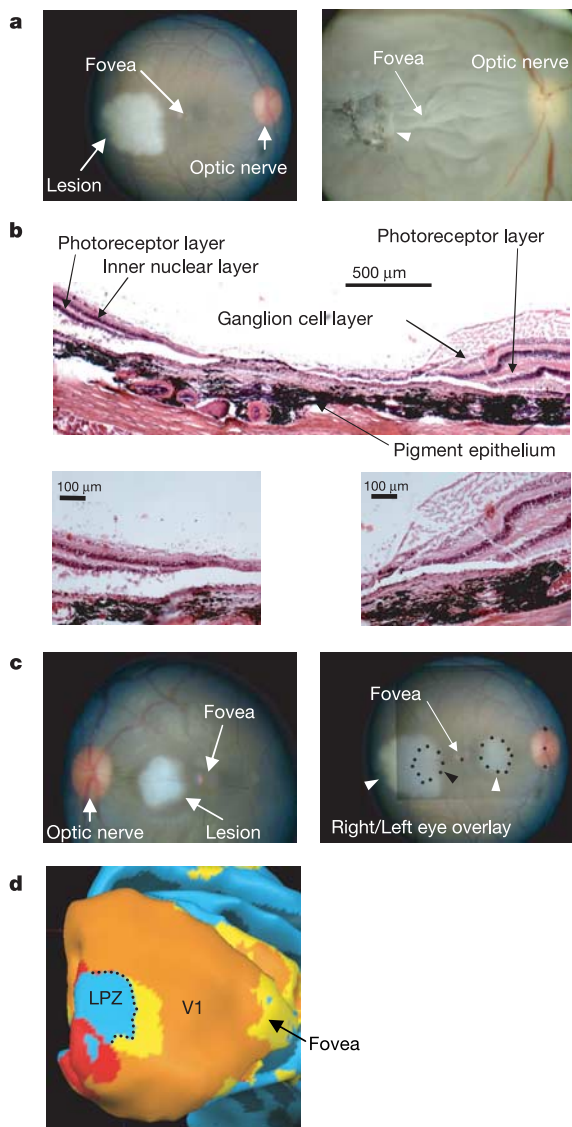 a
Fovea
Optic nerve
Lesion
Fovea
Optic nerve
b
Photoreceptor layer
Inner nuclear layer
500 μm
Photoreceptor layer
Ganglion cell layer
Pigment epithelium
100 μm
100 μm
c
Fovea
Optic nerve
Lesion
Fovea
Right/Left eye overlay
d
LPZ
V1
Fovea